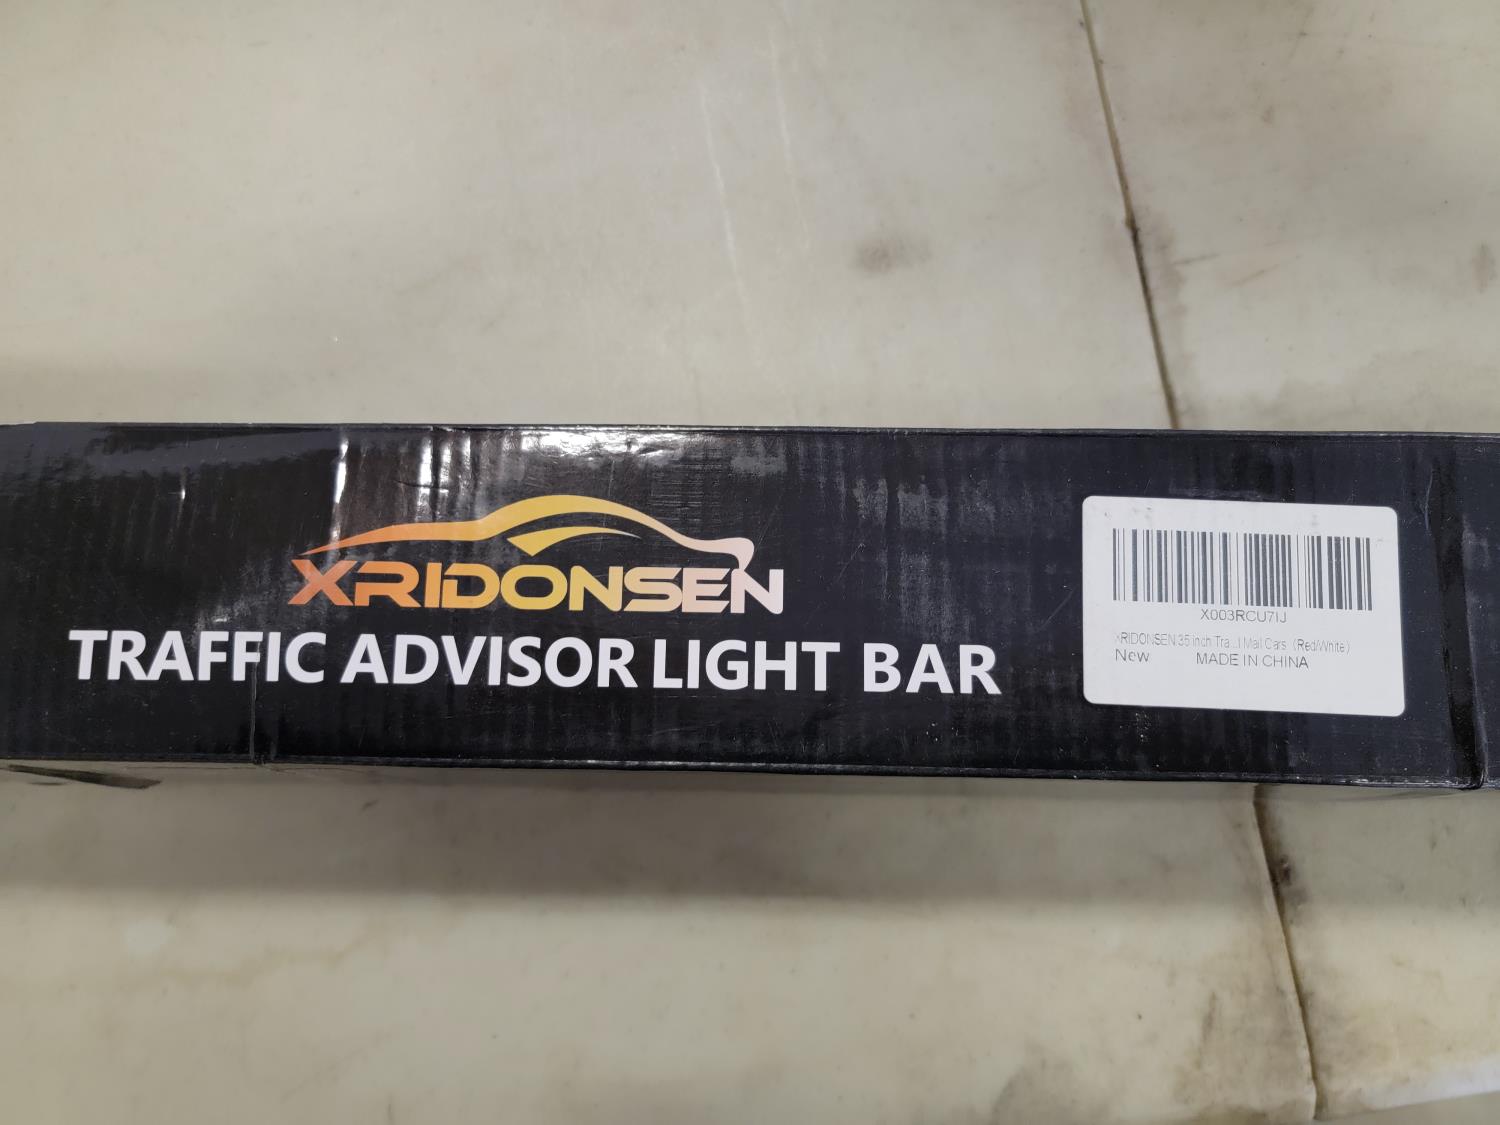 XRIDONSEN
TRAFFIC ADVISOR LIGHT BAR
X003RCU7IJ
XRIDONSEN 35 inch Tra...l Mail Cars (Red/White)
New MADE IN CHINA